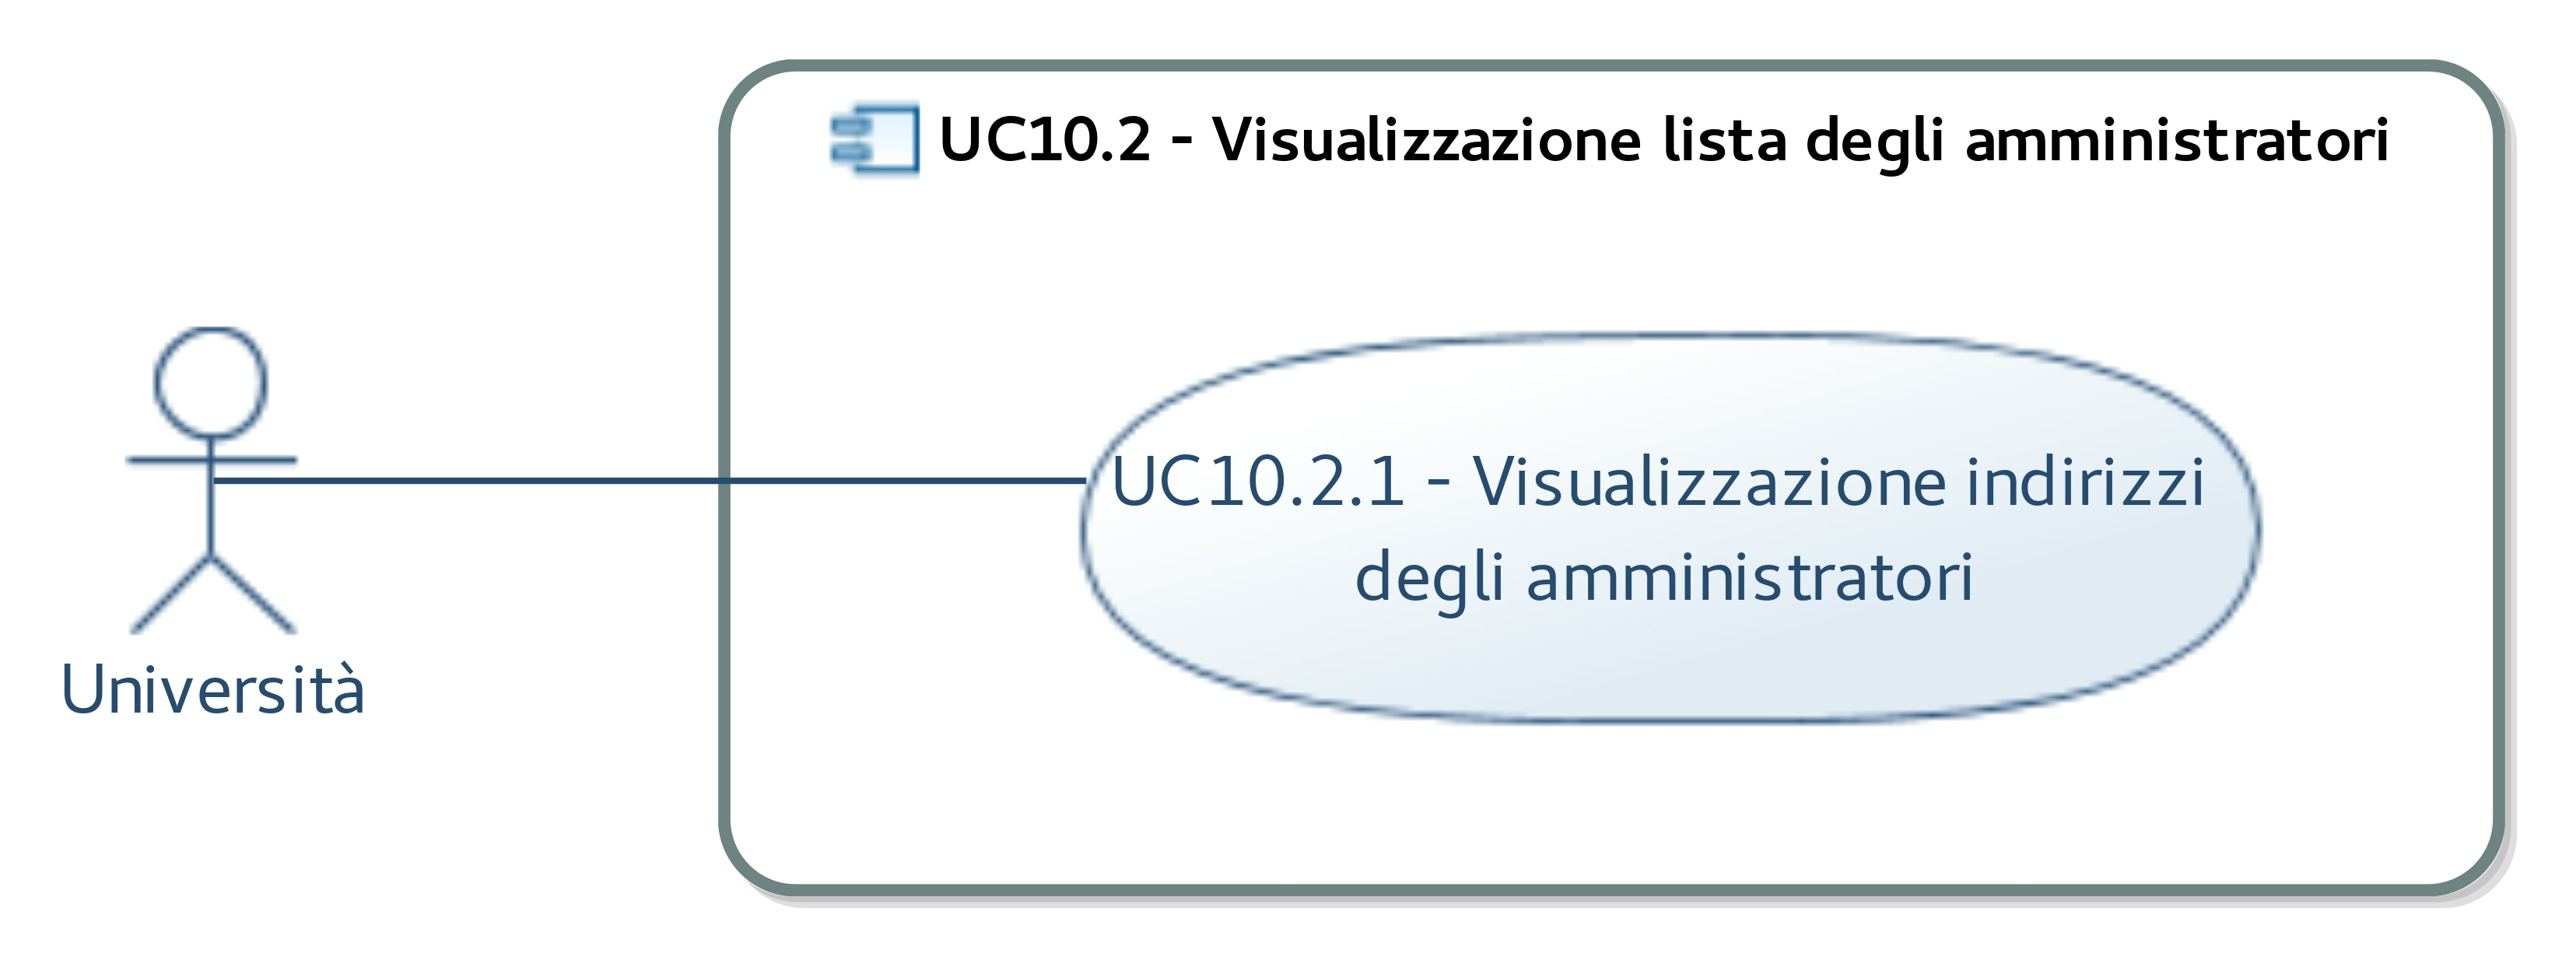 UC10.2 - Visualizzazione lista degli amministratori
UC10.2.1 - Visualizzazione indirizzi
degli amministratori
Università